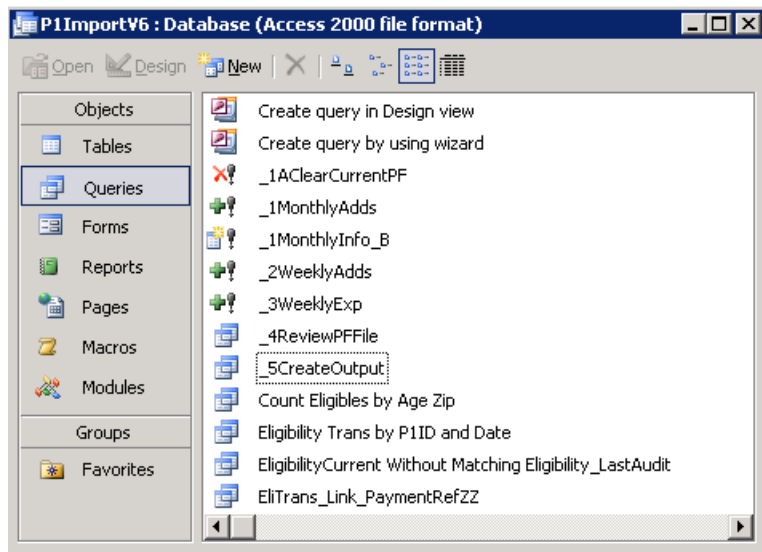 P1ImportV6 : Database (Access 2000 file format)
Open Design New
Objects
Tables
Queries
Forms
Reports
Pages
Macros
Modules
Groups
Favorites
Create query in Design view
Create query by using wizard
_1AClearCurrentPF
_1MonthlyAdds
_1MonthlyInfo_B
_2WeeklyAdds
_3WeeklyExp
_4ReviewPFFile
_5CreateOutput
Count Eligibles by Age Zip
Eligibility Trans by P1ID and Date
EligibilityCurrent Without Matching Eligibility_LastAudit
EliTrans_Link_PaymentRefZZ